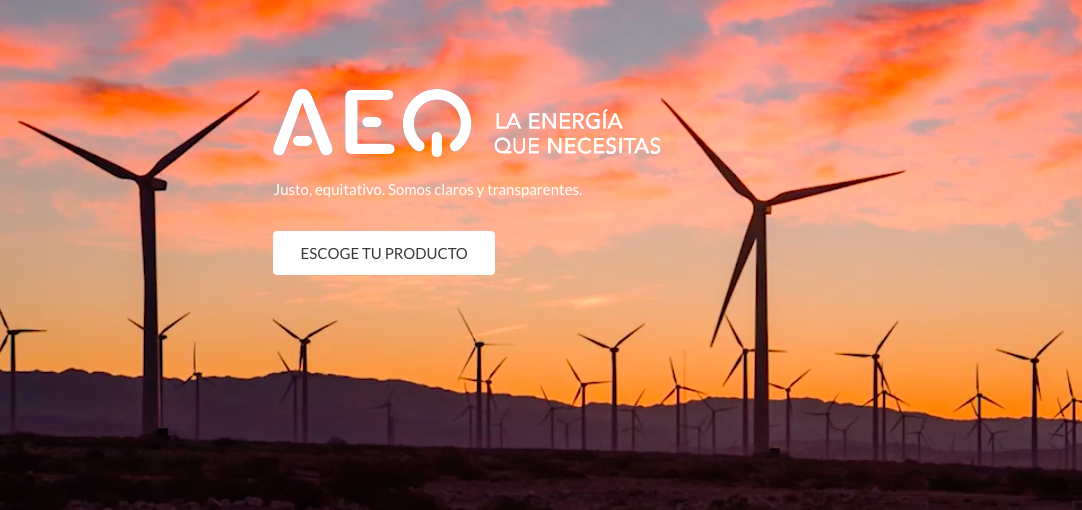 AEQ
LA ENERGÍA
QUE NECESITAS
Justo, equitativo. Somos claros y transparentes.
ESCOGE TU PRODUCTO